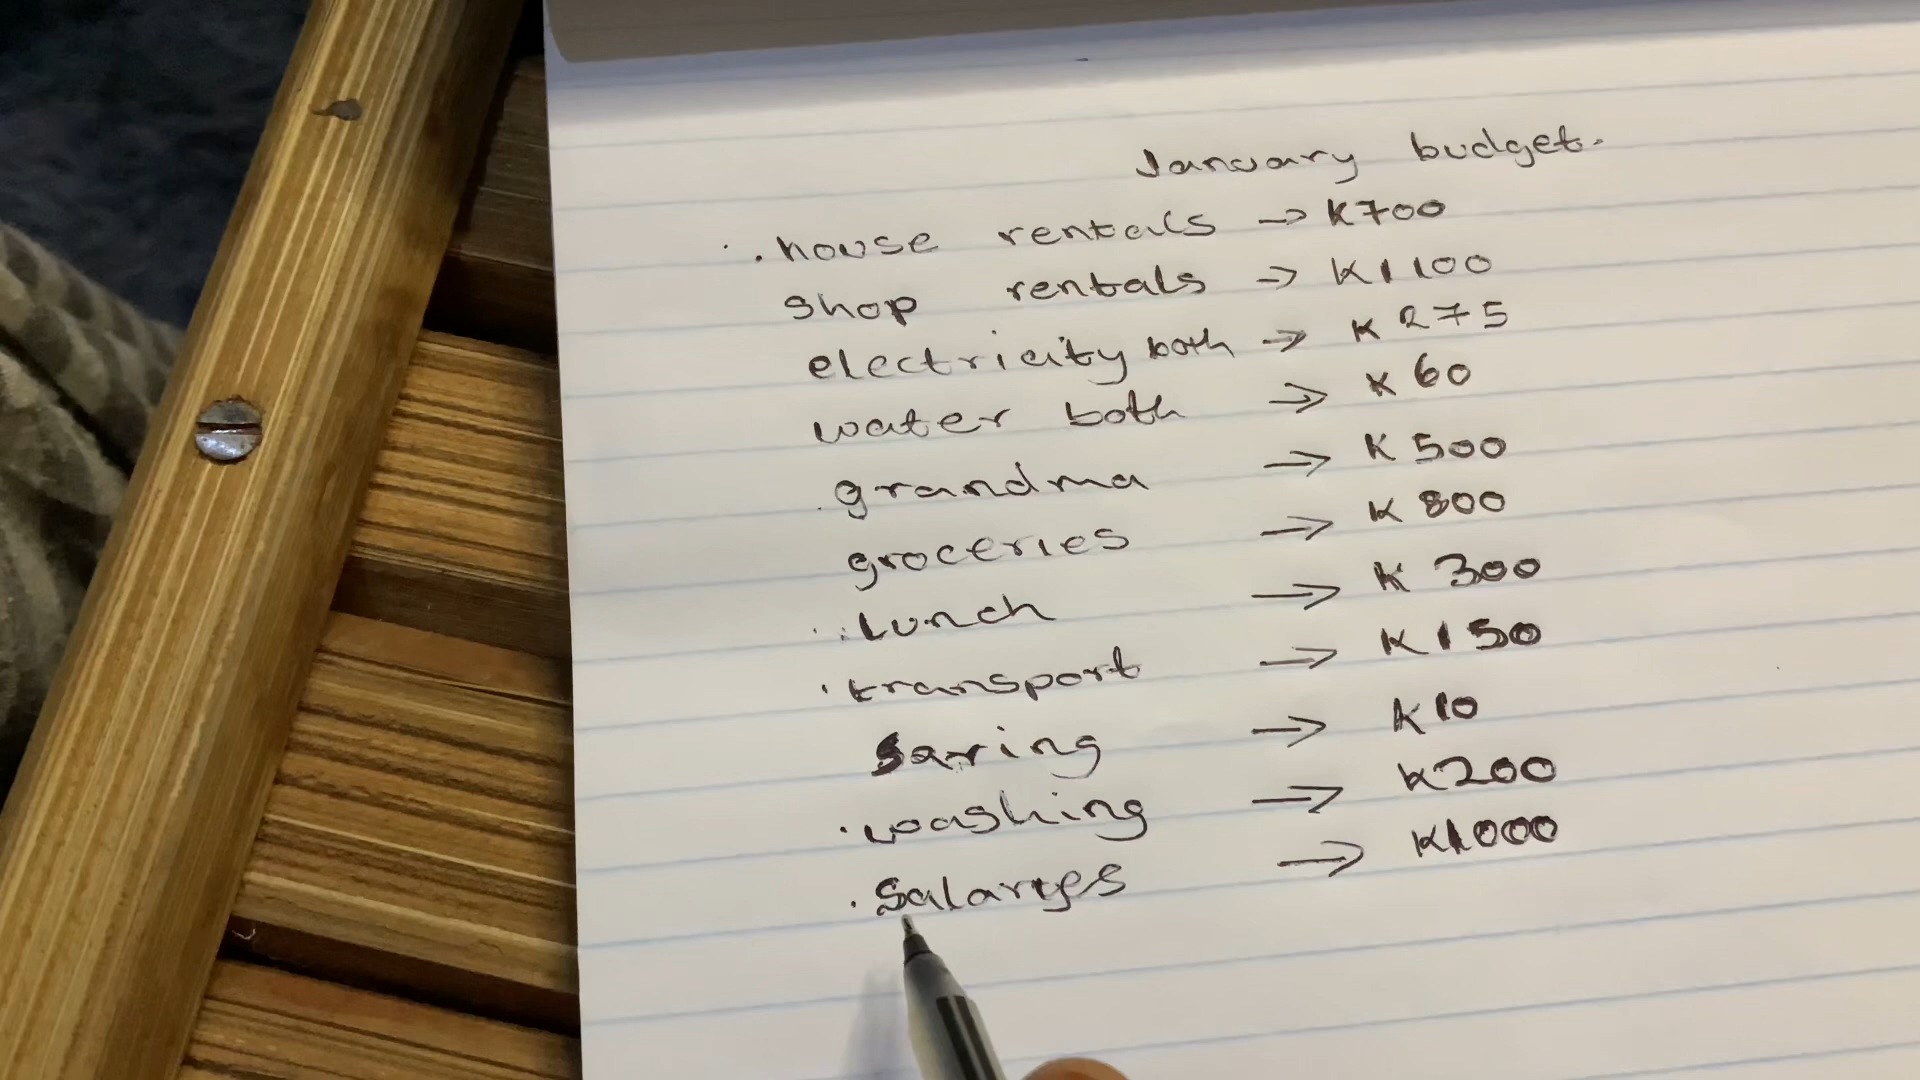 January budget.
. house rentals → K700
shop rentals → K1100
electricity both → K275
water both → K60
grandma → K500
groceries → K800
. Lunch → K300
. transport → K150
saring → K10
. washing → K200
. Salaryes → K1000